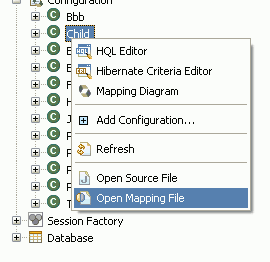 Configuration
Bbb
Child
HQL Editor
Hibernate Criteria Editor
Mapping Diagram
Add Configuration...
Refresh
Open Source File
Open Mapping File
Session Factory
Database